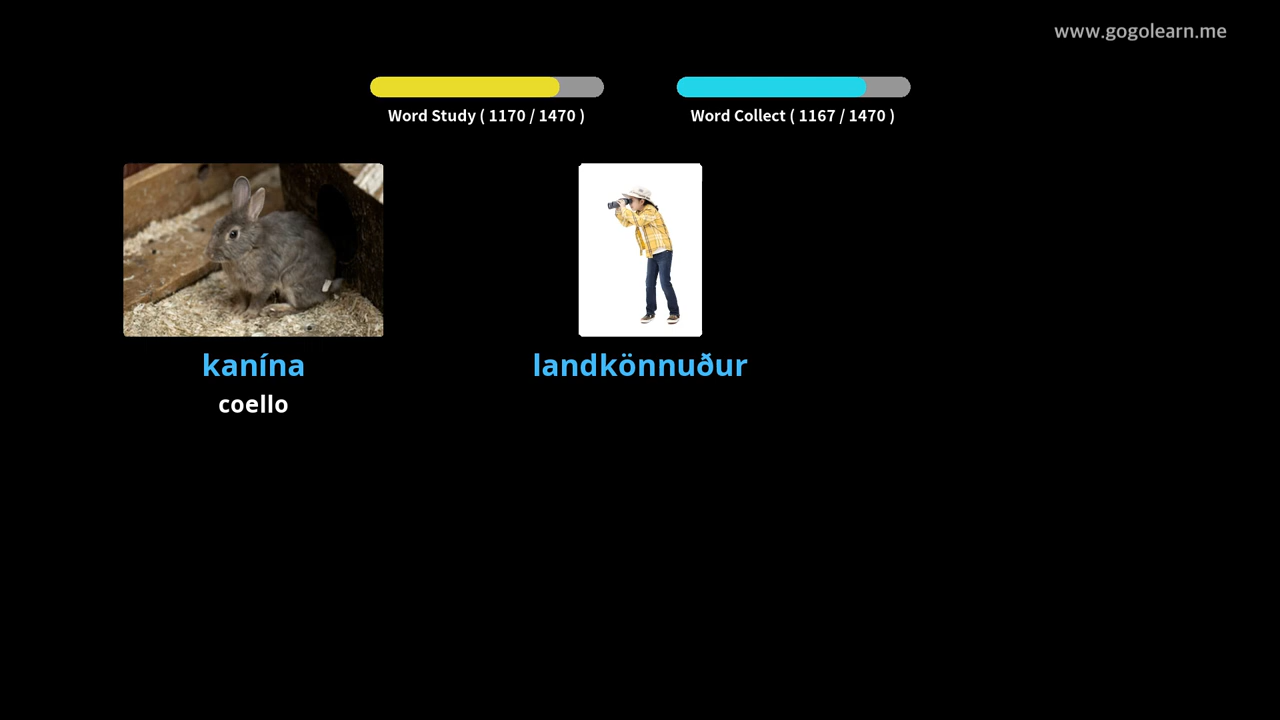 www.gogolearn.me
Word Study ( 1170 / 1470 )
Word Collect ( 1167 / 1470 )
kanína
landkönnuður
coello